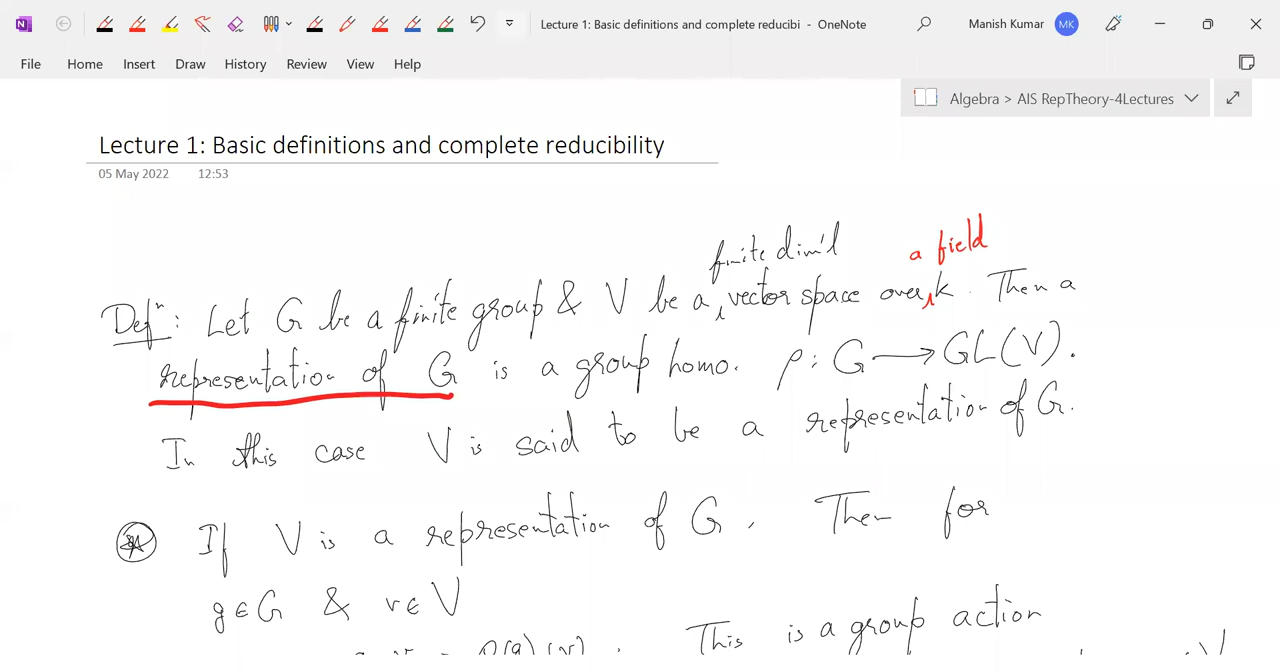 Lecture 1: Basic definitions and complete reducibi - OneNote
Manish Kumar
MK
File Home Insert Draw History Review View Help
Algebra > AIS RepTheory-4Lectures
Lecture 1: Basic definitions and complete reducibility
05 May 2022 12:53
finite dim'l a field
Defⁿ: Let G be a finite group & V be a vector space over k. Then a
representation of G is a group homo. ρ: G → GL(V).
In this case V is said to be a representation of G.
If V is a representation of G. Then for
g ∈ G & v ∈ V
ρ(g)(v). This is a group action